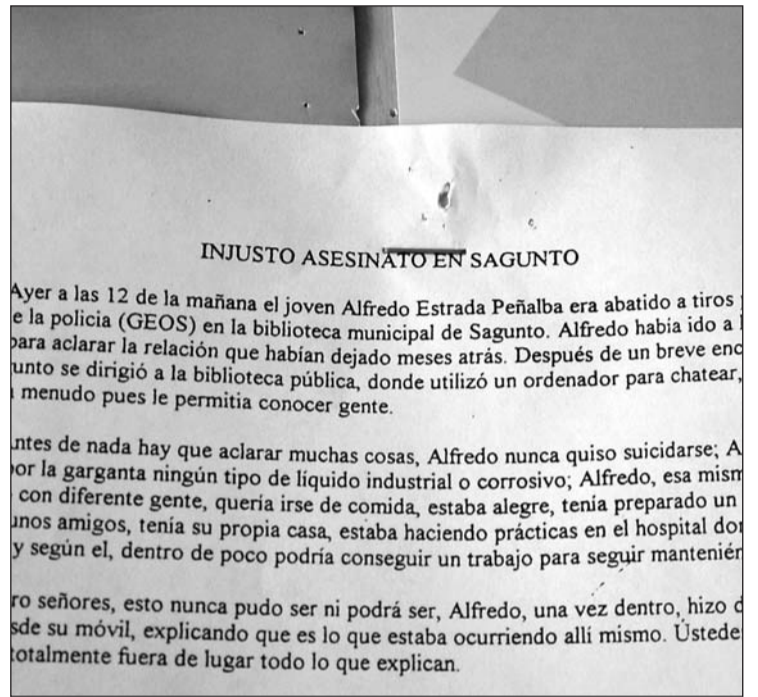 INJUSTO ASESINATO EN SAGUNTO
Ayer a las 12 de la mañana el joven Alfredo Estrada Peñalba era abatido a tiros
e la policia (GEOS) en la biblioteca municipal de Sagunto. Alfredo había ido a
para aclarar la relación que habían dejado meses atrás. Después de un breve enc
unto se dirigió a la biblioteca pública, donde utilizó un ordenador para chatear,
menudo pues le permitia conocer gente.
ntes de nada hay que aclarar muchas cosas, Alfredo nunca quiso suicidarse; A
por la garganta ningún tipo de líquido industrial o corrosivo; Alfredo, esa mism
con diferente gente, quería irse de comida, estaba alegre, tenía preparado un
unos amigos, tenía su propia casa, estaba haciendo prácticas en el hospital don
y según el, dentro de poco podría conseguir un trabajo para seguir manteniér
ro señores, esto nunca pudo ser ni podrá ser, Alfredo, una vez dentro, hizo d
sde su móvil, explicando que es lo que estaba ocurriendo allí mismo. Ustede
totalmente fuera de lugar todo lo que explican.